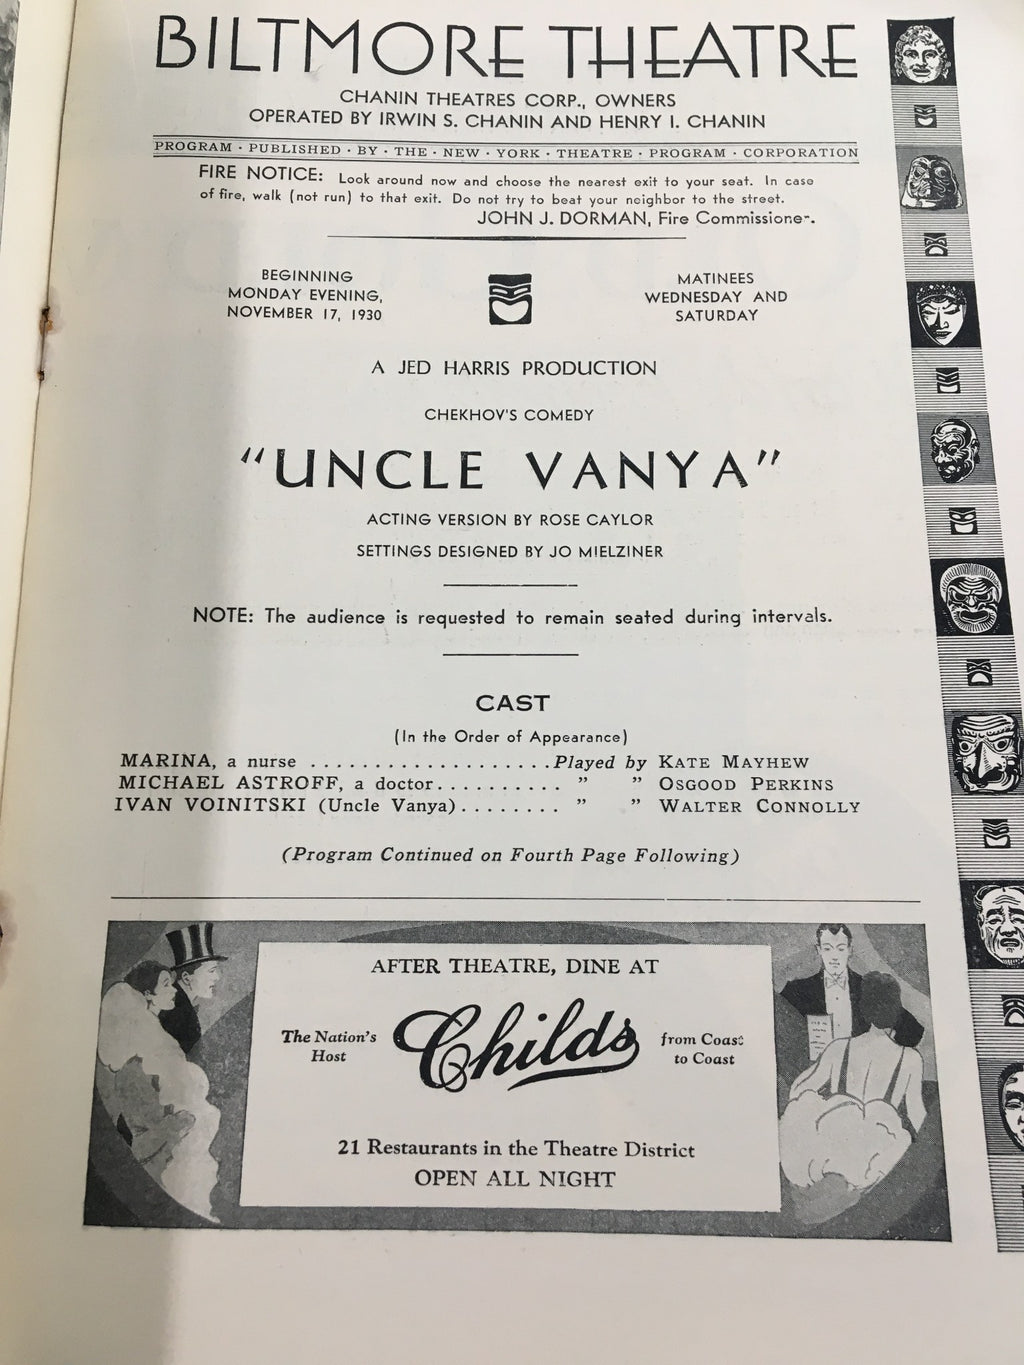 BILTMORE THEATRE
CHANIN THEATRES CORP., OWNERS
OPERATED BY IRWIN S. CHANIN AND HENRY I. CHANIN
PROGRAM · PUBLISHED · BY · THE · NEW · YORK · THEATRE · PROGRAM · CORPORATION
FIRE NOTICE: Look around now and choose the nearest exit to your seat. In case
of fire, walk (not run) to that exit. Do not try to beat your neighbor to the street.
JOHN J. DORMAN, Fire Commissioner.
BEGINNING
MONDAY EVENING,
NOVEMBER 17, 1930
MATINEES
WEDNESDAY AND
SATURDAY
A JED HARRIS PRODUCTION
CHEKHOV'S COMEDY
"UNCLE VANYA"
ACTING VERSION BY ROSE CAYLOR
SETTINGS DESIGNED BY JO MIELZINER
NOTE: The audience is requested to remain seated during intervals.
CAST
(In the Order of Appearance)
MARINA, a nurse ...................Played by KATE MAYHEW
MICHAEL ASTROFF, a doctor.......... " " OSGOOD PERKINS
IVAN VOINITSKI (Uncle Vanya)........ " " WALTER CONNOLLY
(Program Continued on Fourth Page Following)
AFTER THEATRE, DINE AT
The Nation's
Host
Childs
from Coast
to Coast
21 Restaurants in the Theatre District
OPEN ALL NIGHT